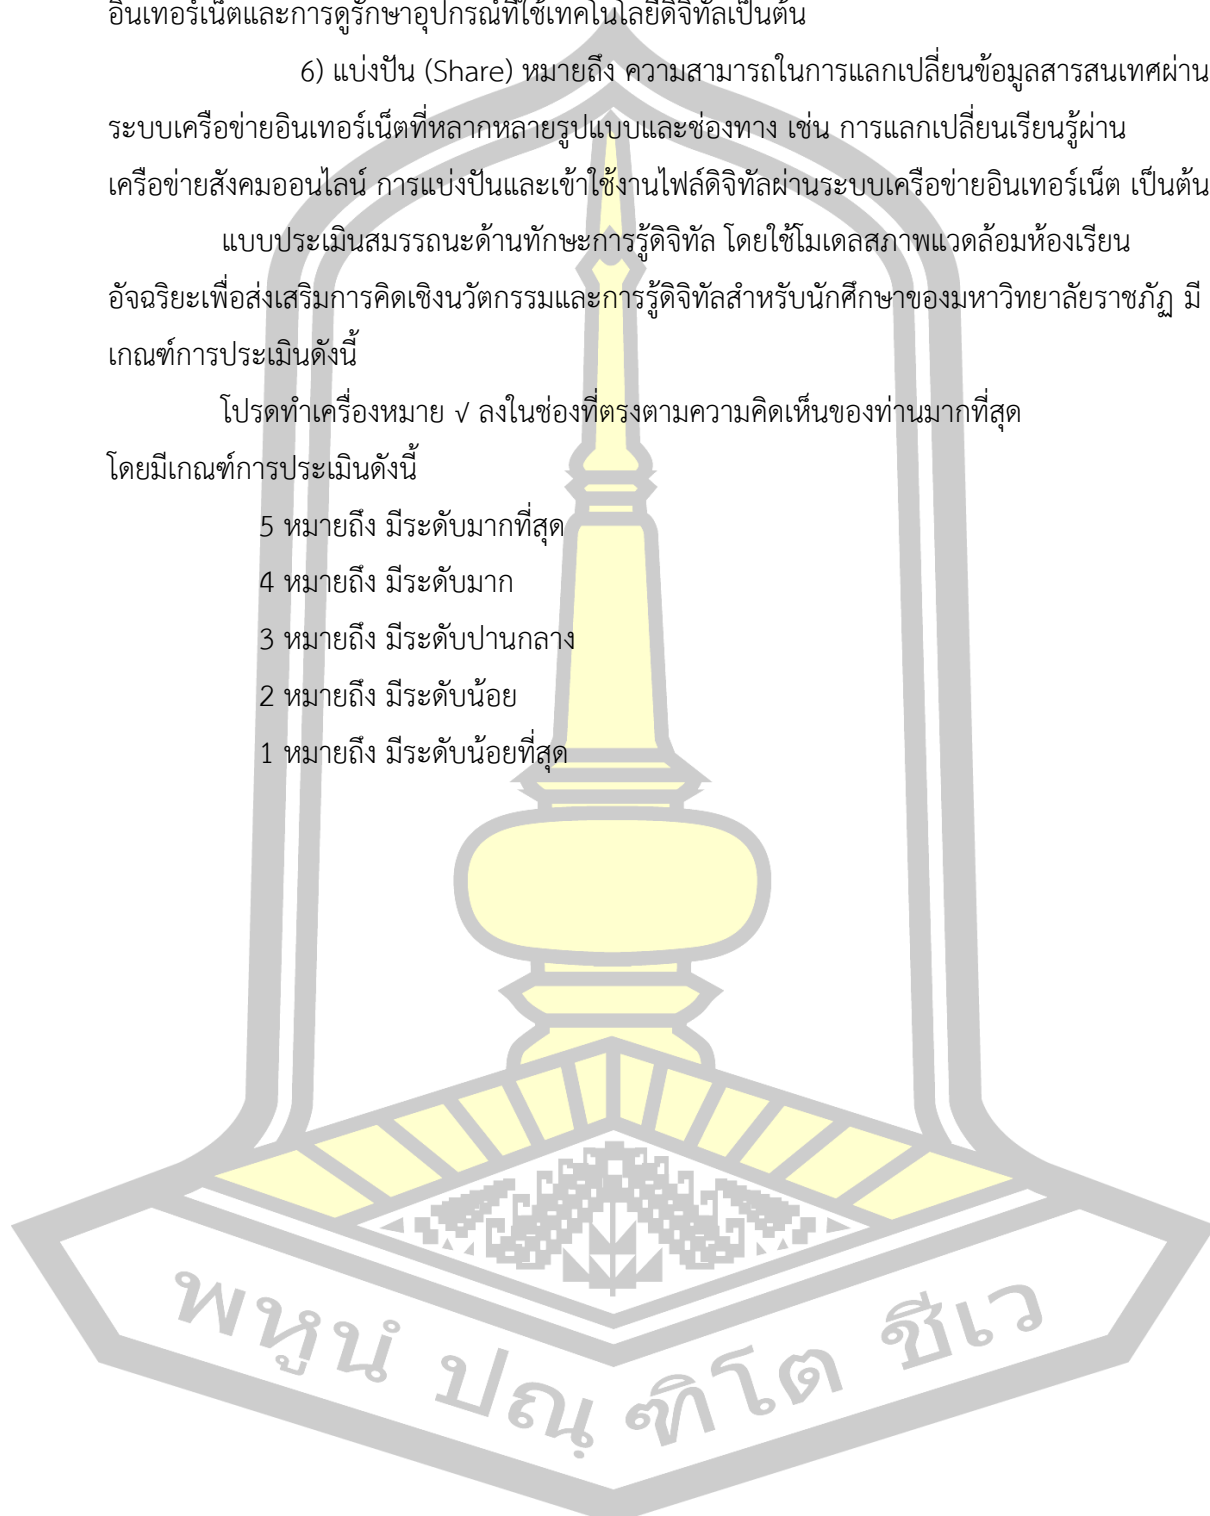 อินเทอร์เน็ตและการดูรักษาอุปกรณ์ที่ใช้เทคโนโลยีดิจิทัลเป็นต้น
6) แบ่งปัน (Share) หมายถึง ความสามารถในการแลกเปลี่ยนข้อมูลสารสนเทศผ่าน
ระบบเครือข่ายอินเทอร์เน็ตที่หลากหลายรูปแบบและช่องทาง เช่น การแลกเปลี่ยนเรียนรู้ผ่าน
เครือข่ายสังคมออนไลน์ การแบ่งปันและเข้าใช้งานไฟล์ดิจิทัลผ่านระบบเครือข่ายอินเทอร์เน็ต เป็นต้น
แบบประเมินสมรรถนะด้านทักษะการรู้ดิจิทัล โดยใช้โมเดลสภาพแวดล้อมห้องเรียน
อัจฉริยะเพื่อส่งเสริมการคิดเชิงนวัตกรรมและการรู้ดิจิทัลสำหรับนักศึกษาของมหาวิทยาลัยราชภัฏ มี
เกณฑ์การประเมินดังนี้
โปรดทำเครื่องหมาย √ ลงในช่องที่ตรงตามความคิดเห็นของท่านมากที่สุด
โดยมีเกณฑ์การประเมินดังนี้
5 หมายถึง มีระดับมากที่สุด
4 หมายถึง มีระดับมาก
3 หมายถึง มีระดับปานกลาง
2 หมายถึง มีระดับน้อย
1 หมายถึง มีระดับน้อยที่สุด
พหูนํ ปณฺ ฑิโต ชีเว